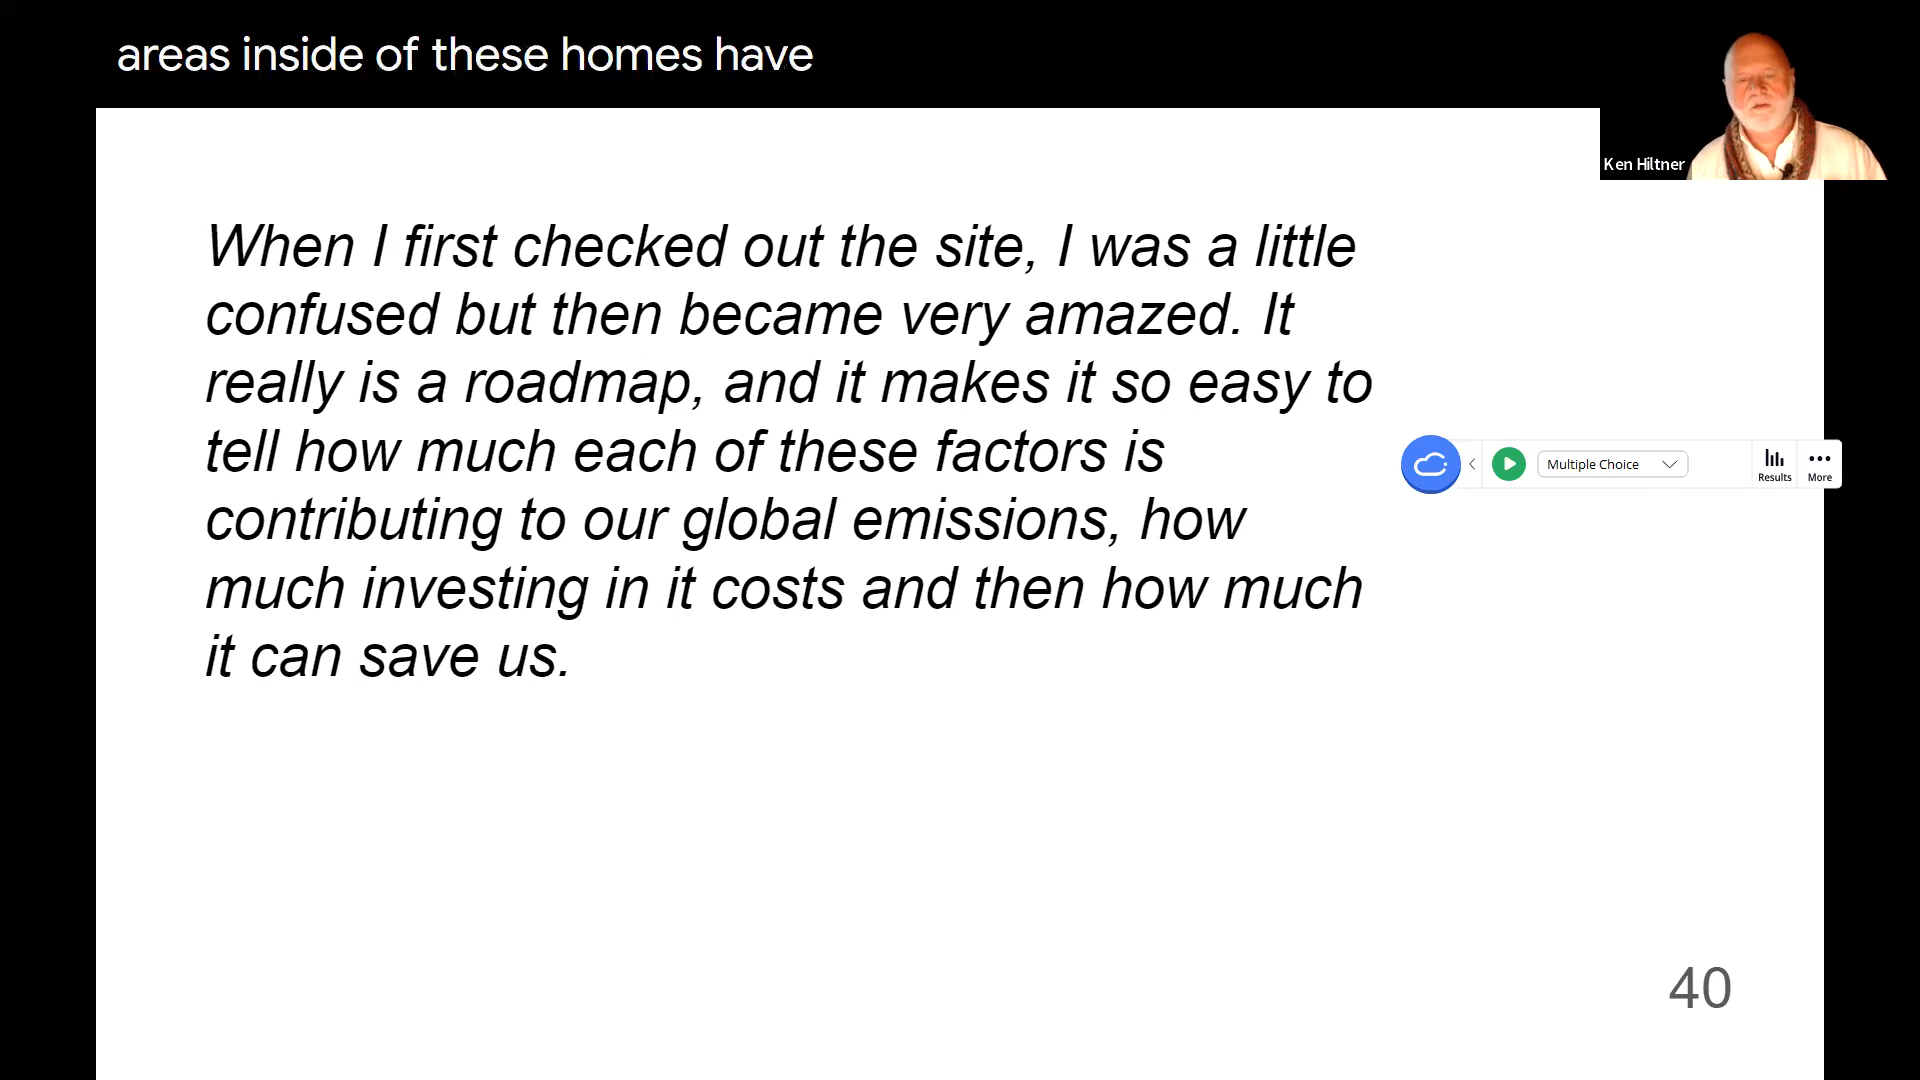 areas inside of these homes have
Ken Hiltner
When I first checked out the site, I was a little
confused but then became very amazed. It
really is a roadmap, and it makes it so easy to
tell how much each of these factors is
contributing to our global emissions, how
much investing in it costs and then how much
it can save us.
Multiple Choice
Results
More
40